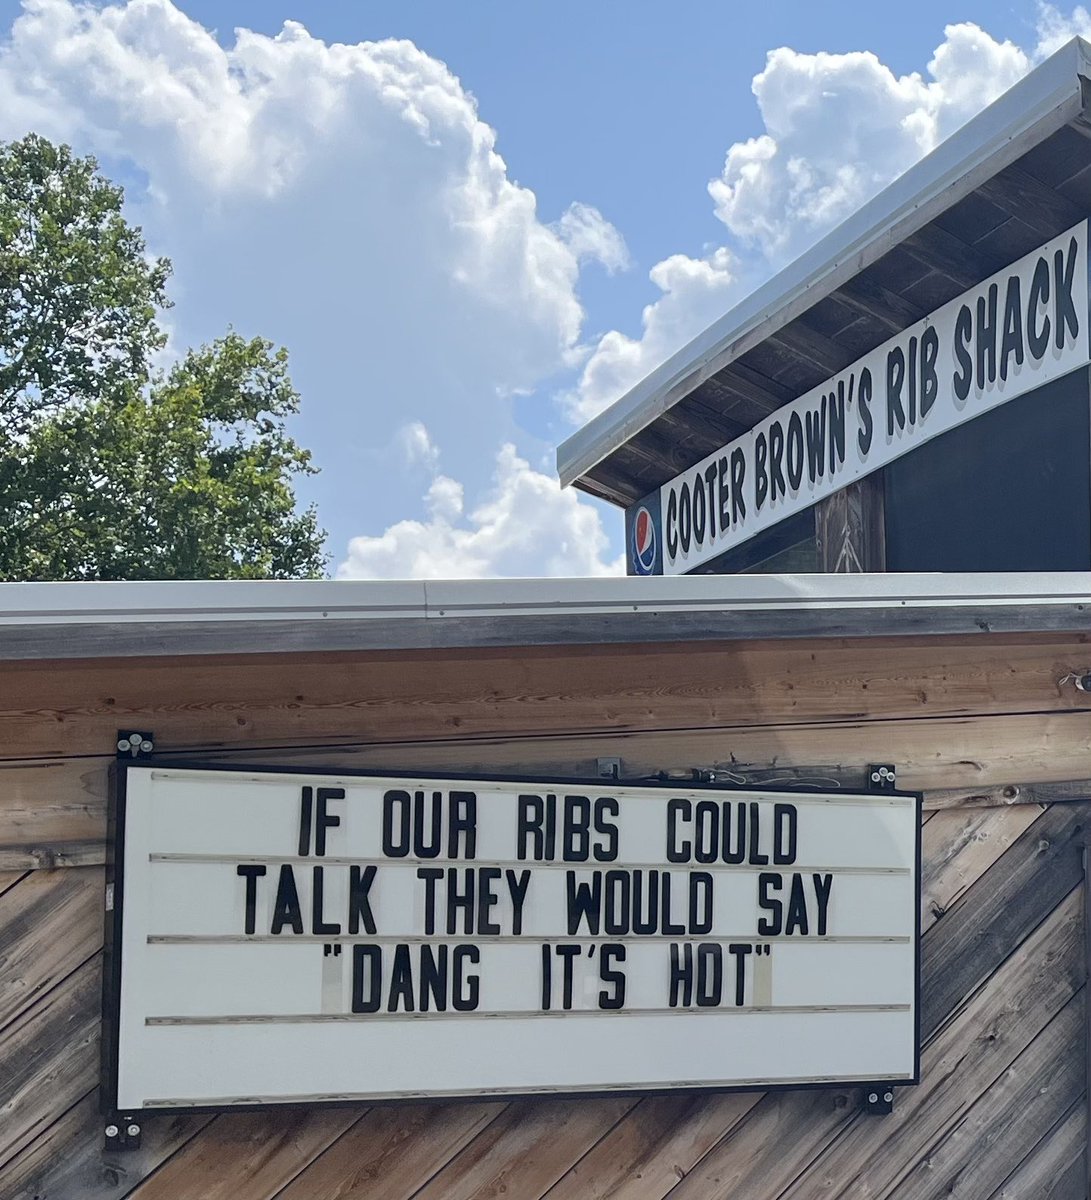 COOTER BROWN'S RIB SHACK
IF OUR RIBS COULD
TALK THEY WOULD SAY
"DANG IT'S HOT"